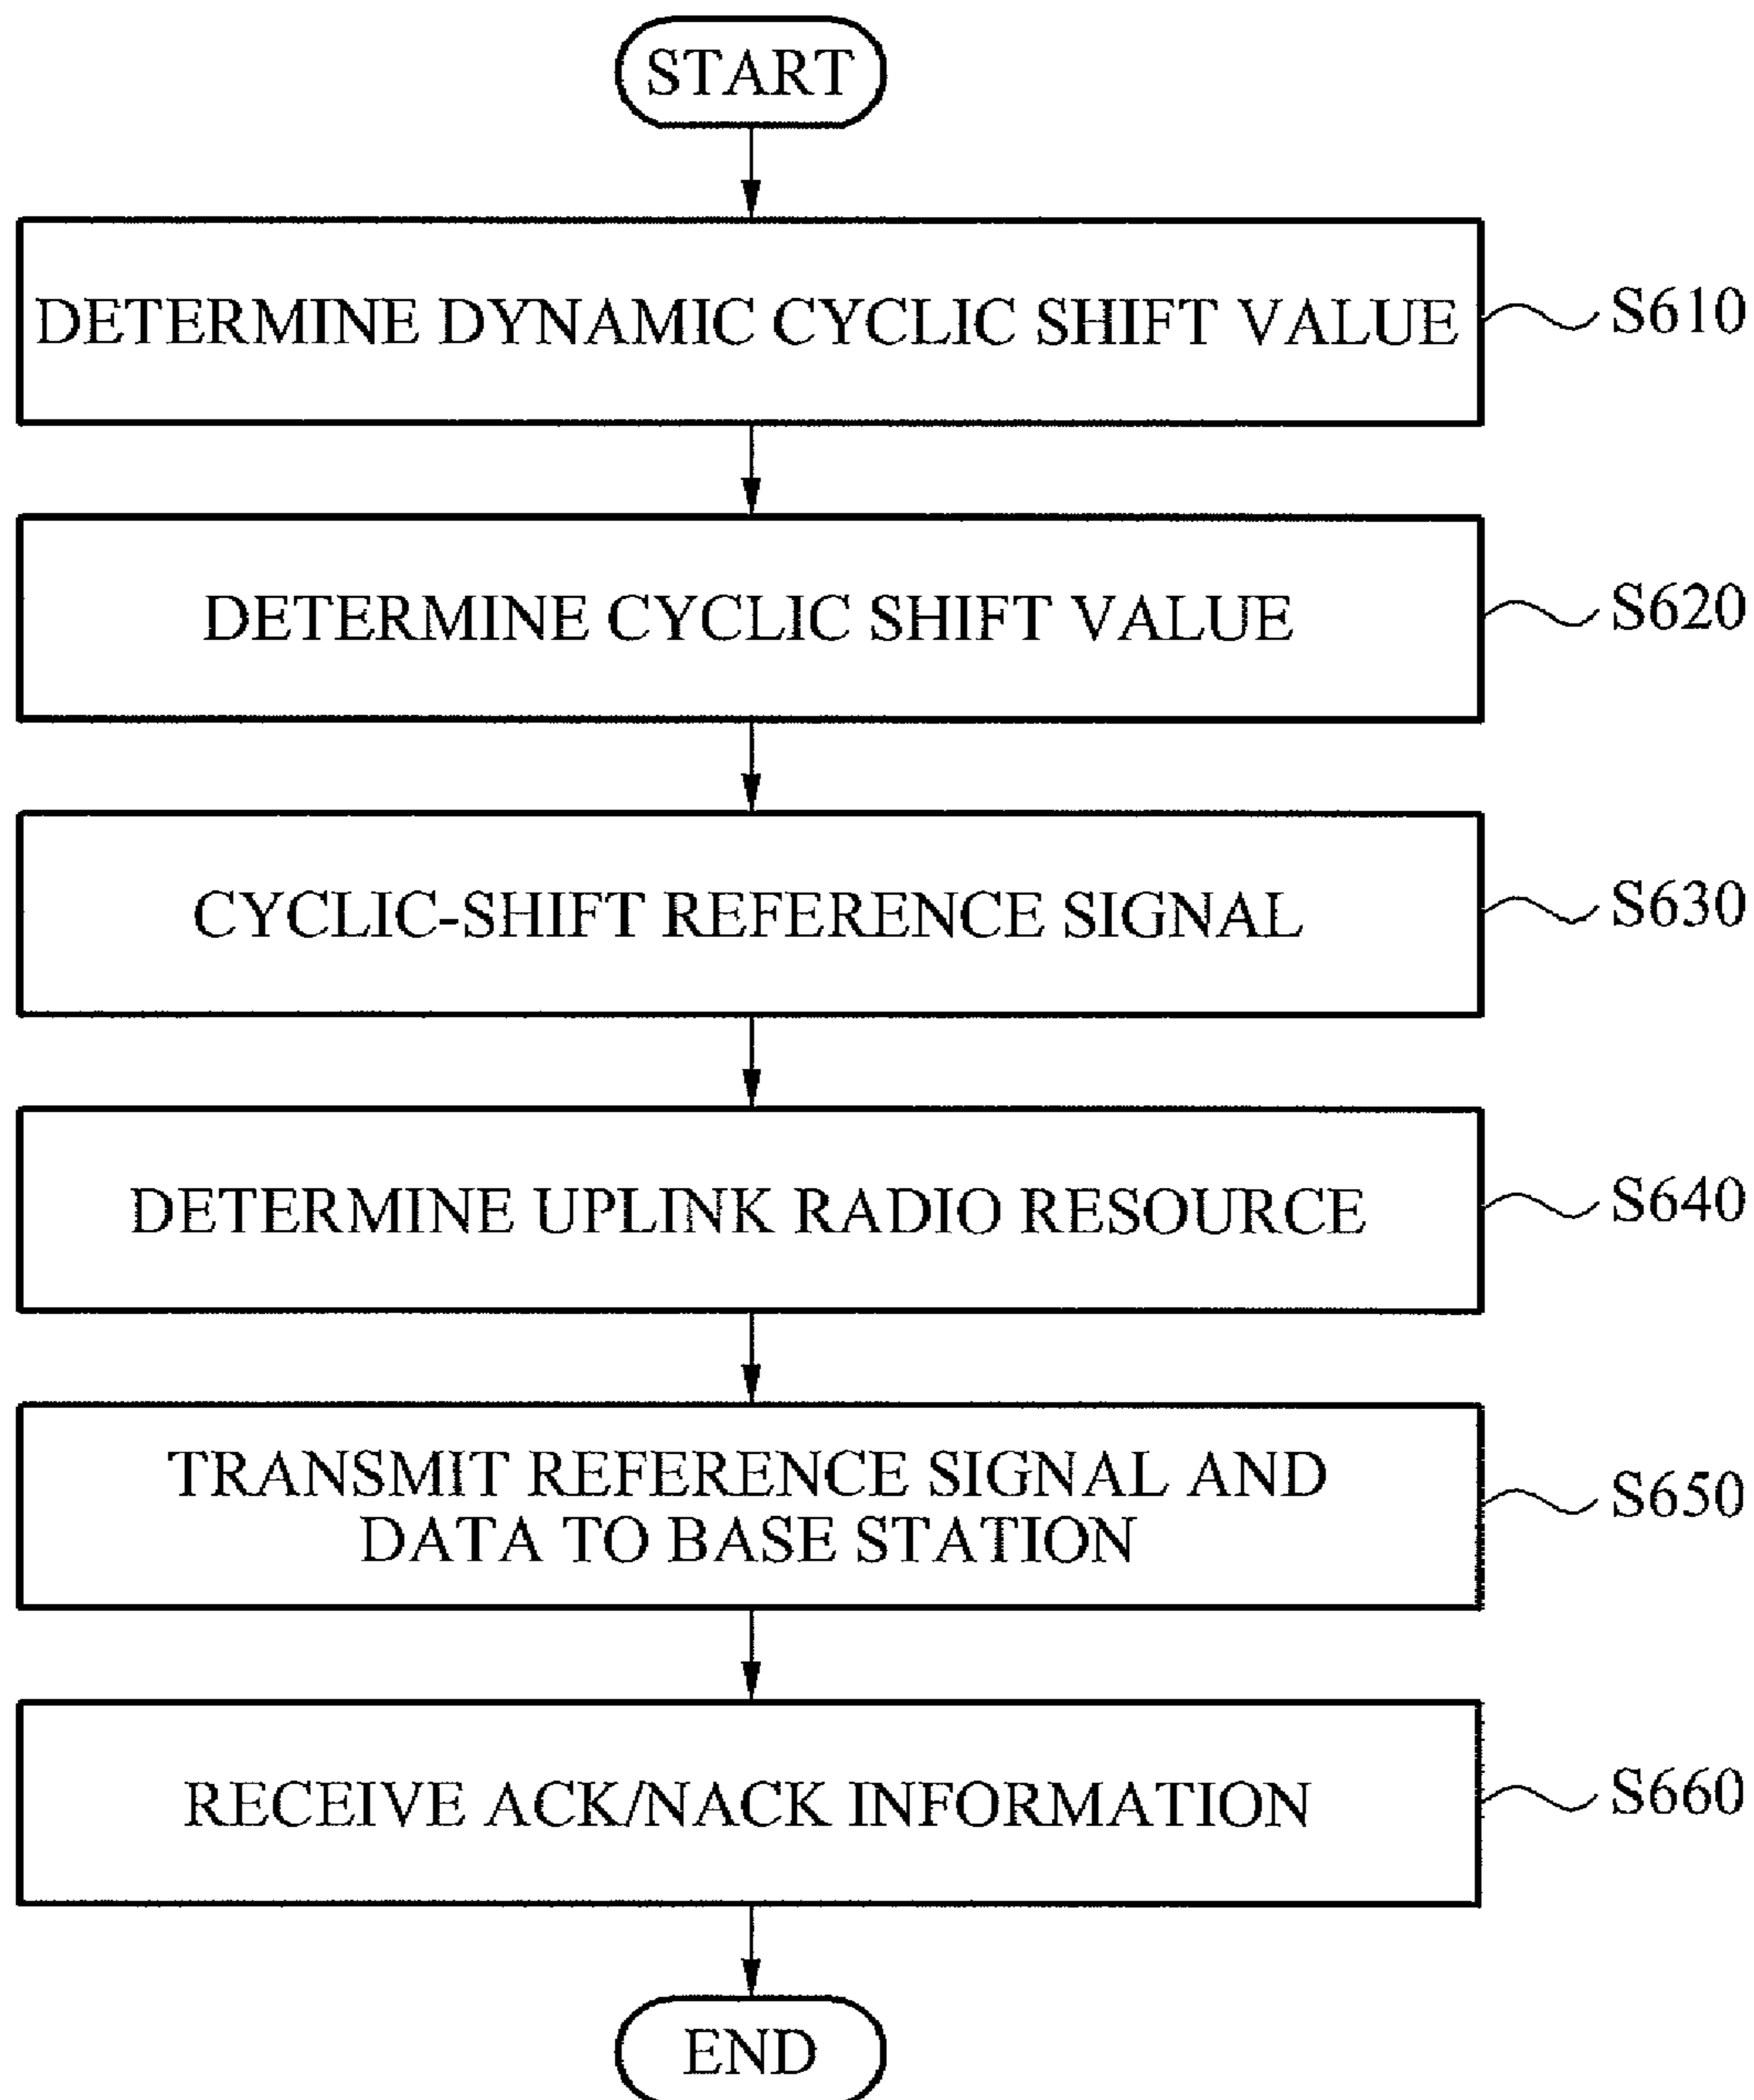 START
DETERMINE DYNAMIC CYCLIC SHIFT VALUE
S610
DETERMINE CYCLIC SHIFT VALUE
S620
CYCLIC-SHIFT REFERENCE SIGNAL
S630
DETERMINE UPLINK RADIO RESOURCE
S640
TRANSMIT REFERENCE SIGNAL AND
DATA TO BASE STATION
S650
RECEIVE ACK/NACK INFORMATION
S660
END